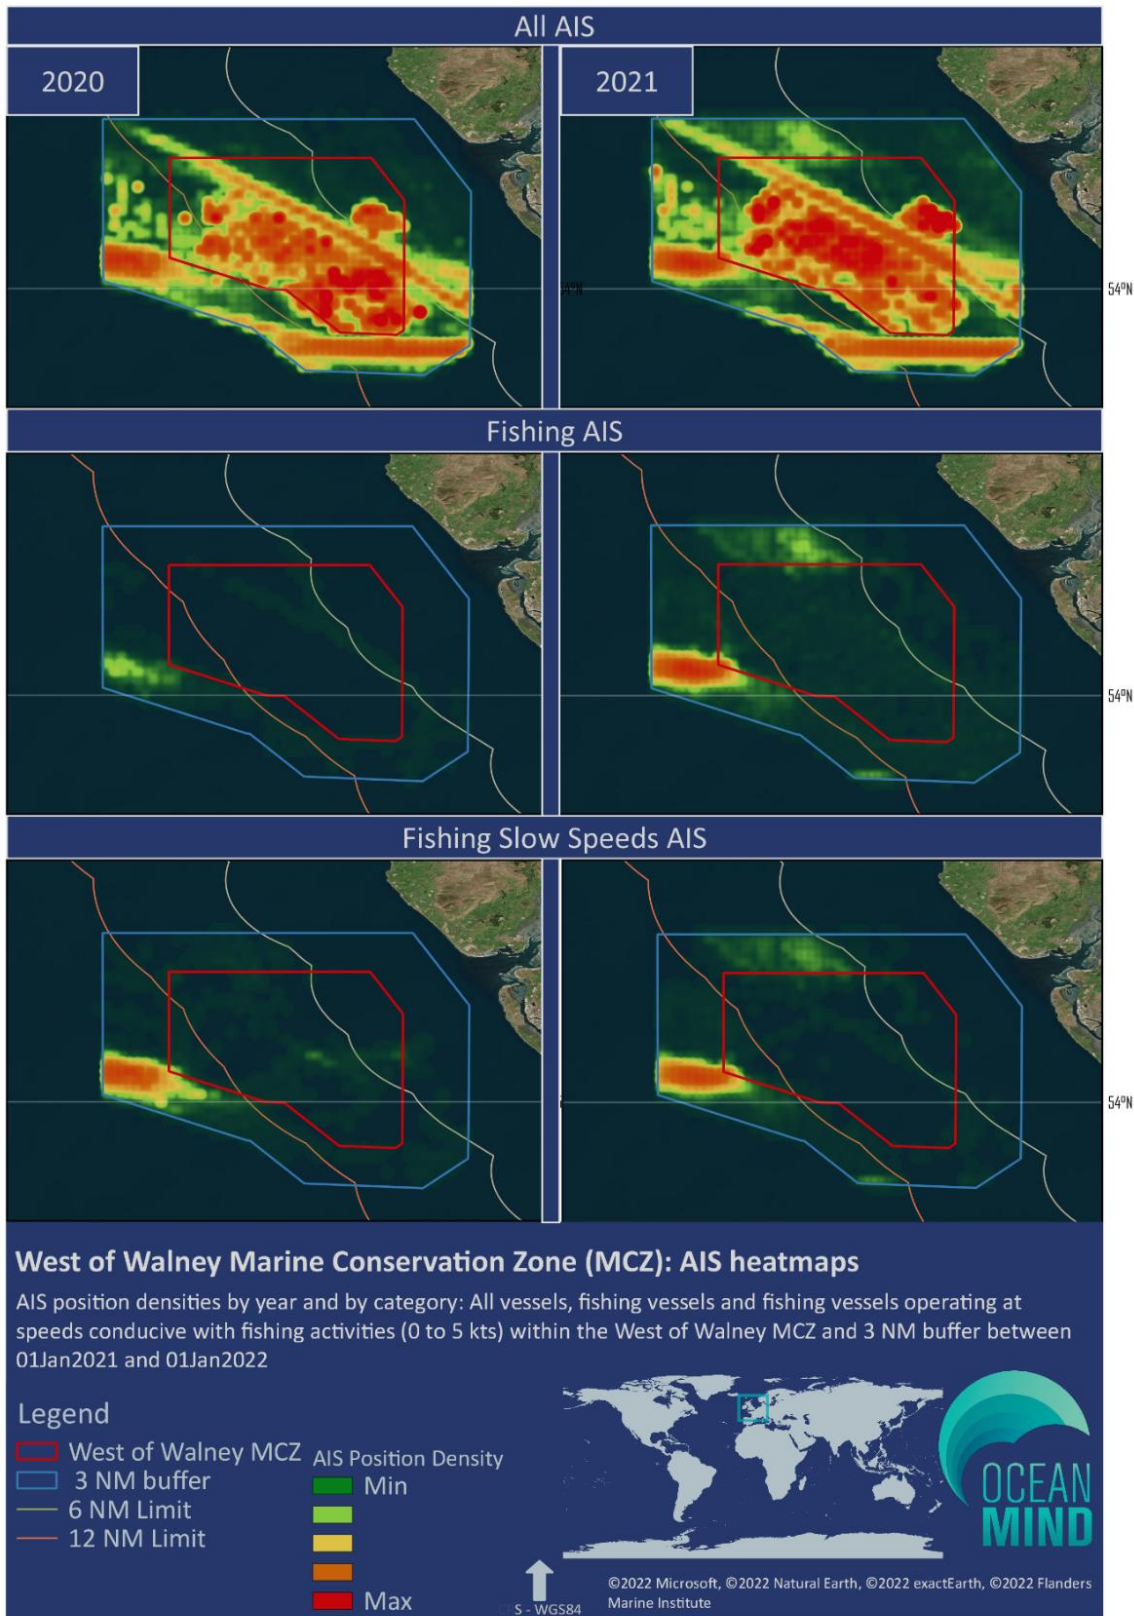 All AIS
2020
2021
54°N
Fishing AIS
54°N
Fishing Slow Speeds AIS
54°N
West of Walney Marine Conservation Zone (MCZ): AIS heatmaps
AIS position densities by year and by category: All vessels, fishing vessels and fishing vessels operating at
speeds conducive with fishing activities (0 to 5 kts) within the West of Walney MCZ and 3 NM buffer between
01Jan2021 and 01Jan2022
Legend
West of Walney MCZ
3 NM buffer
6 NM Limit
12 NM Limit
AIS Position Density
Min
Max
S - WGS84
OCEAN
MIND
©2022 Microsoft, ©2022 Natural Earth, ©2022 exactEarth, ©2022 Flanders
Marine Institute